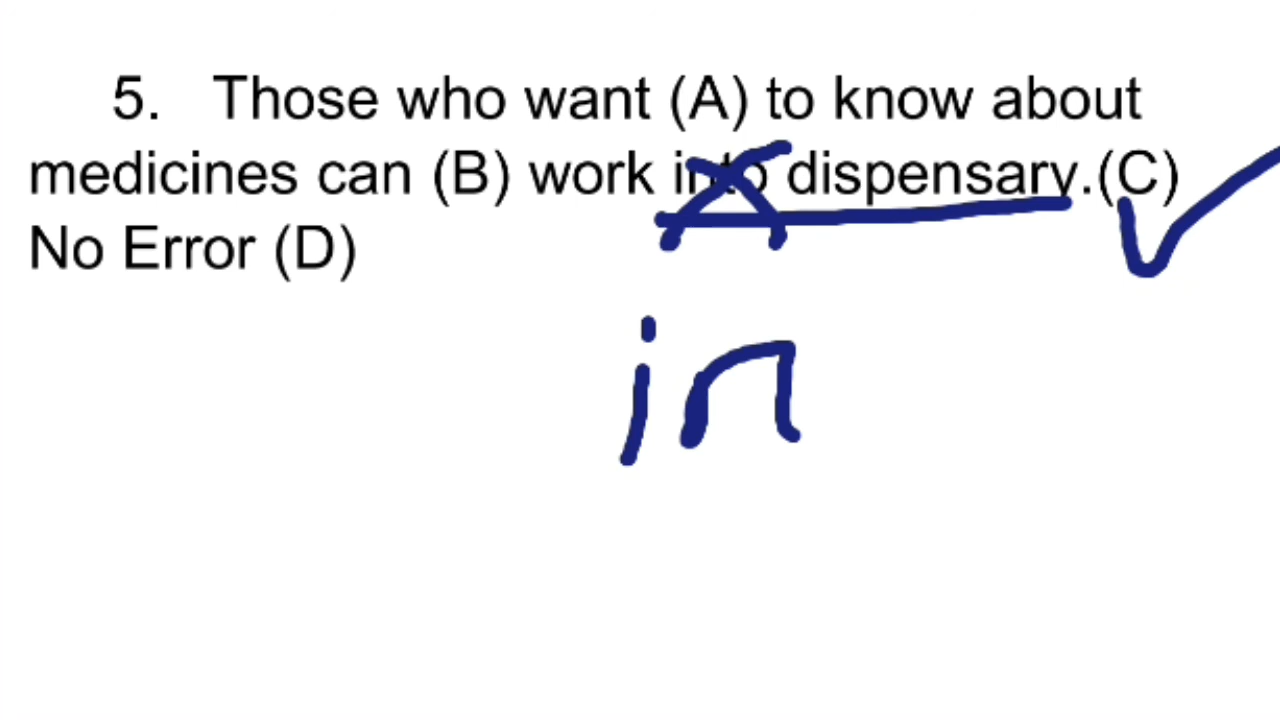 5. Those who want (A) to know about
medicines can (B) work into dispensary.(C)
No Error (D)
in